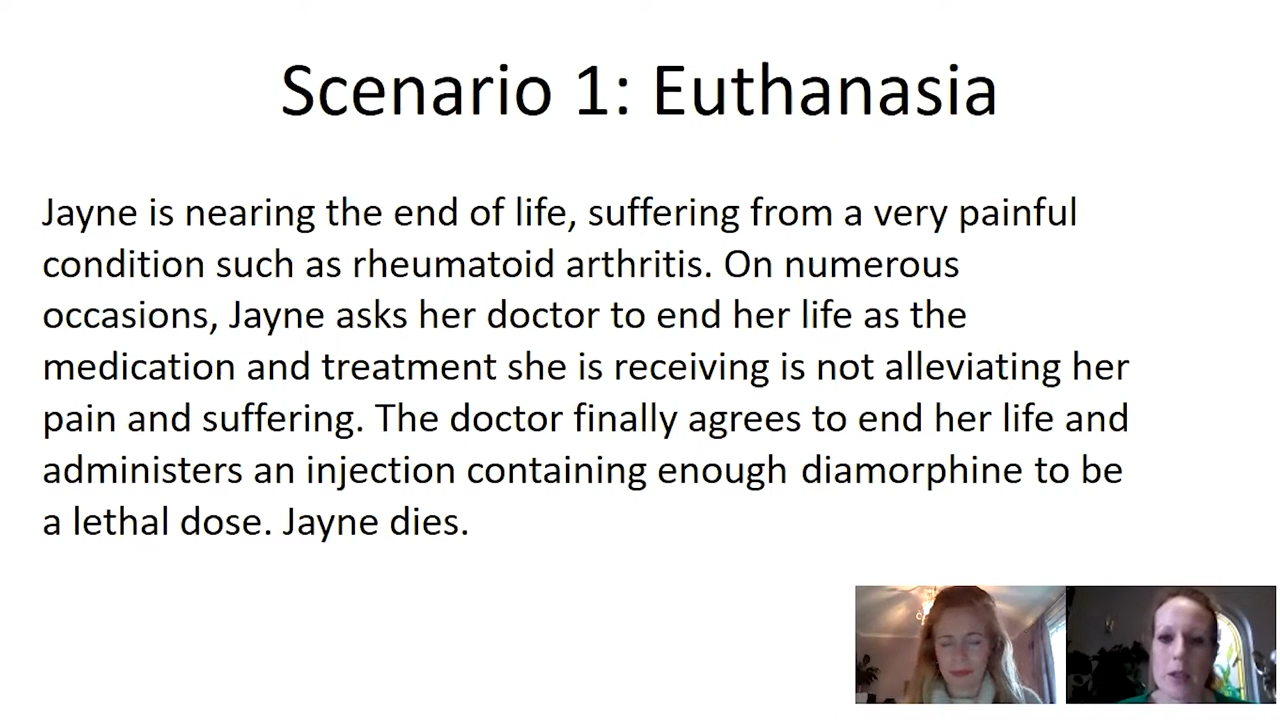 Scenario 1: Euthanasia
Jayne is nearing the end of life, suffering from a very painful
condition such as rheumatoid arthritis. On numerous
occasions, Jayne asks her doctor to end her life as the
medication and treatment she is receiving is not alleviating her
pain and suffering. The doctor finally agrees to end her life and
administers an injection containing enough diamorphine to be
a lethal dose. Jayne dies.